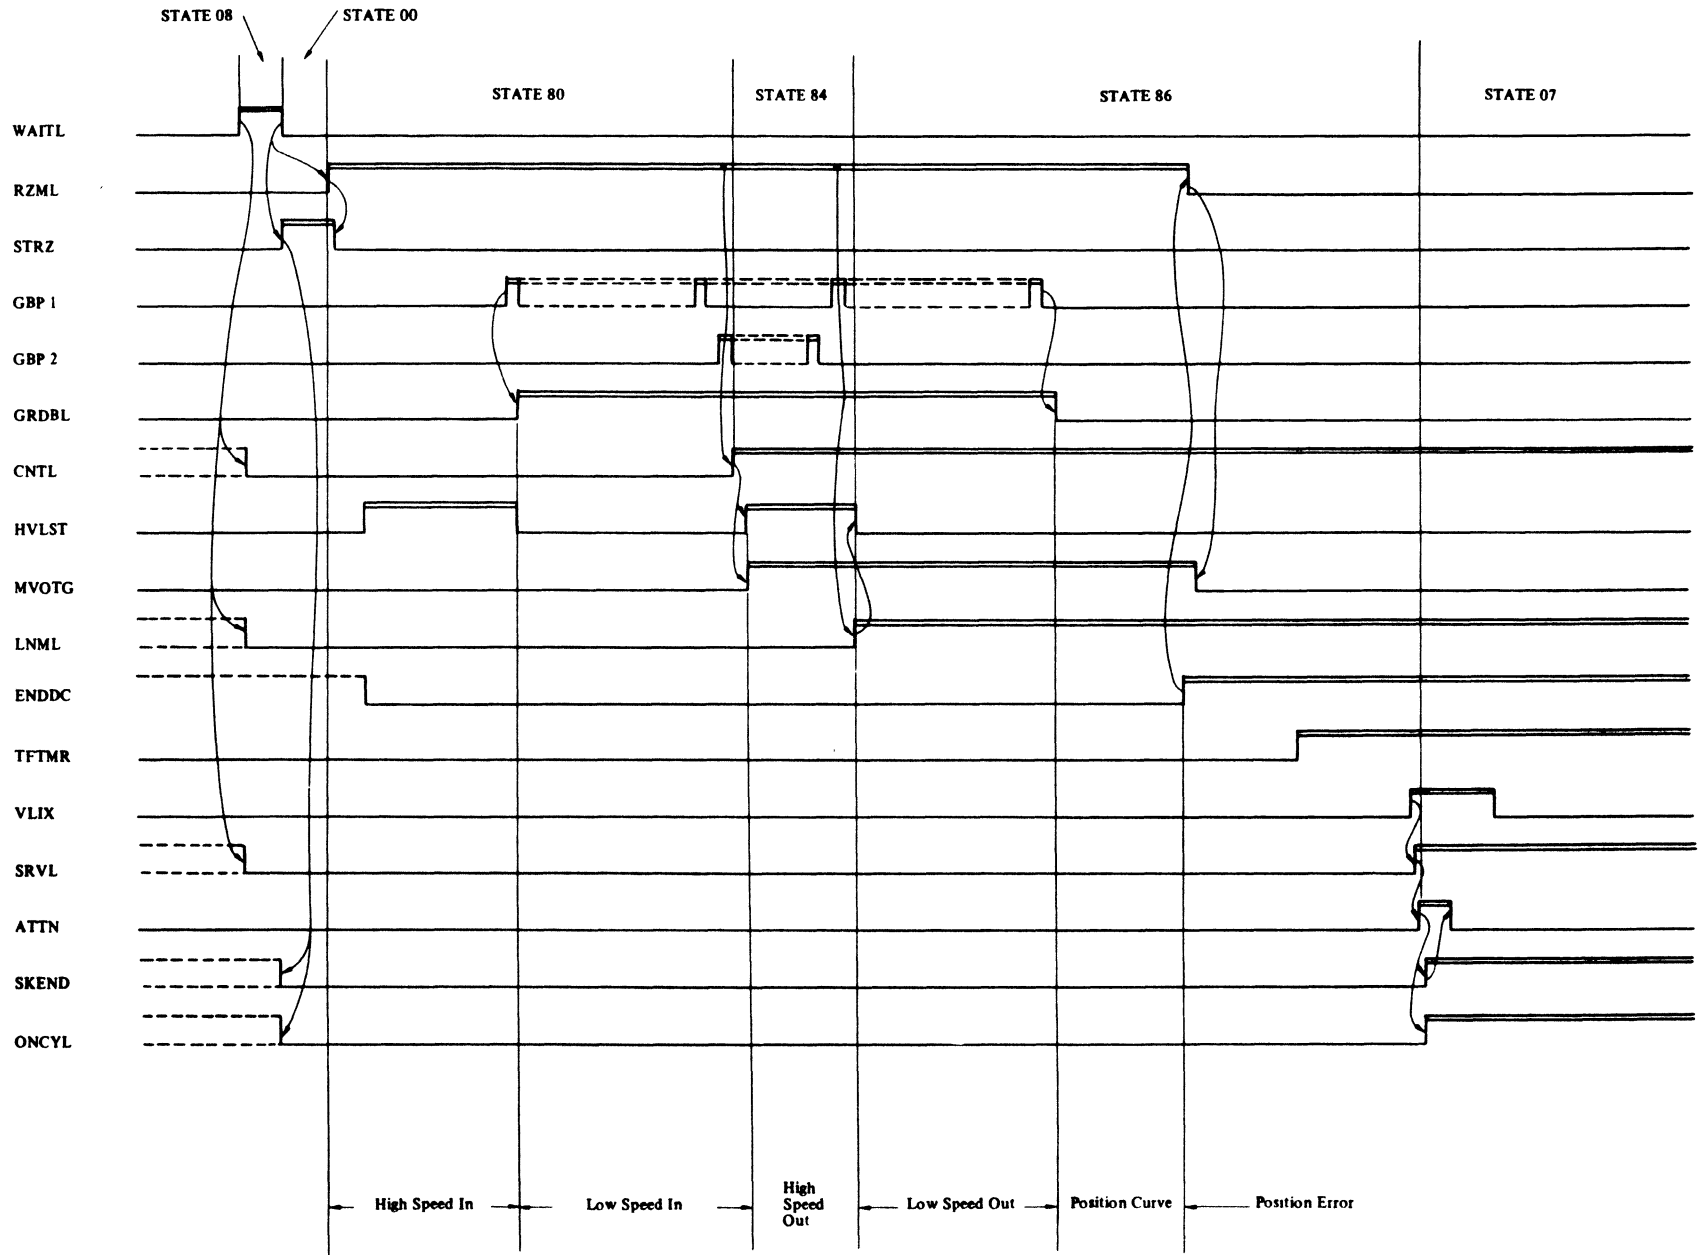 STATE 08
STATE 00
STATE 80
STATE 84
STATE 86
STATE 07
WAITL
RZML
STRZ
GBP 1
GBP 2
GRDBL
CNTL
HVLST
MVOTG
LNML
ENDDC
TFTMR
VLIX
SRVL
ATTN
SKEND
ONCYL
High Speed In
Low Speed In
High
Speed
Out
Low Speed Out
Position Curve
Position Error